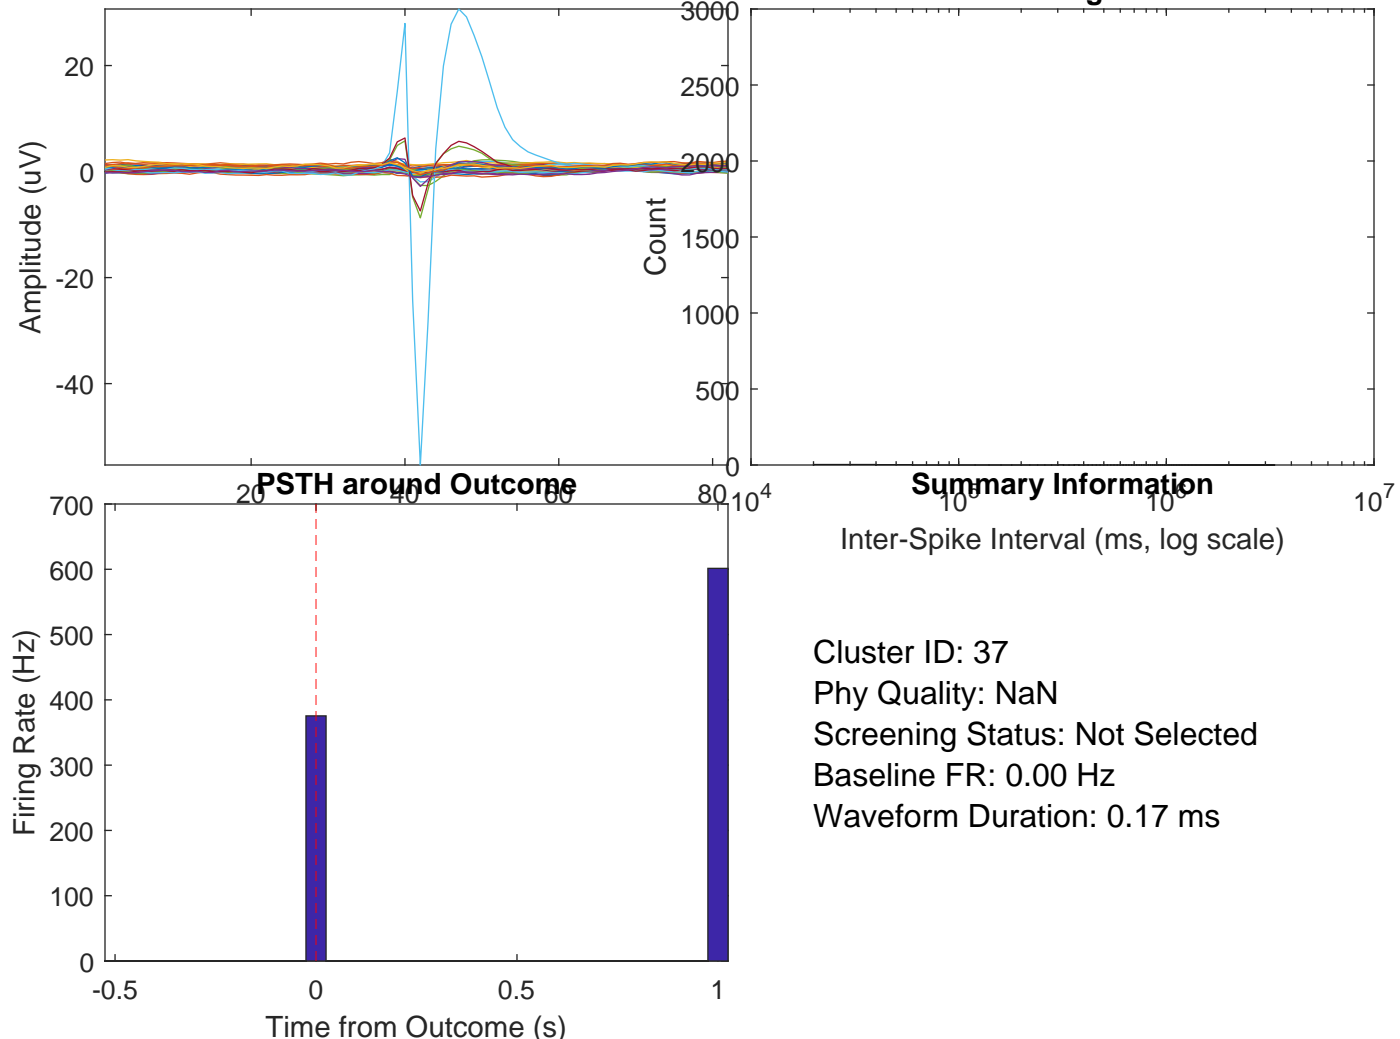 20
0
-20
-40
Amplitude (uV)
20
40
60
80
3000
2500
2000
1500
1000
500
0
Count
10^4
10^5
10^6
10^7
Inter-Spike Interval (ms, log scale)
PSTH around Outcome
700
600
500
400
300
200
100
0
Firing Rate (Hz)
-0.5
0
0.5
1
Time from Outcome (s)
Summary Information
Cluster ID: 37
Phy Quality: NaN
Screening Status: Not Selected
Baseline FR: 0.00 Hz
Waveform Duration: 0.17 ms